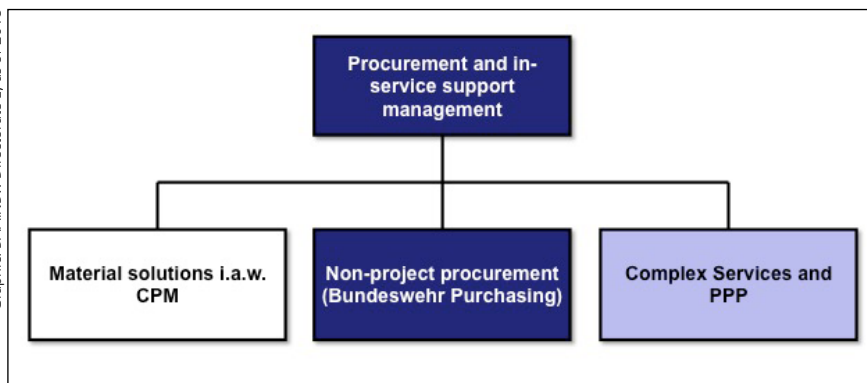 Procurement and in-
service support
management
Material solutions i.a.w.
CPM
Non-project procurement
(Bundeswehr Purchasing)
Complex Services and
PPP